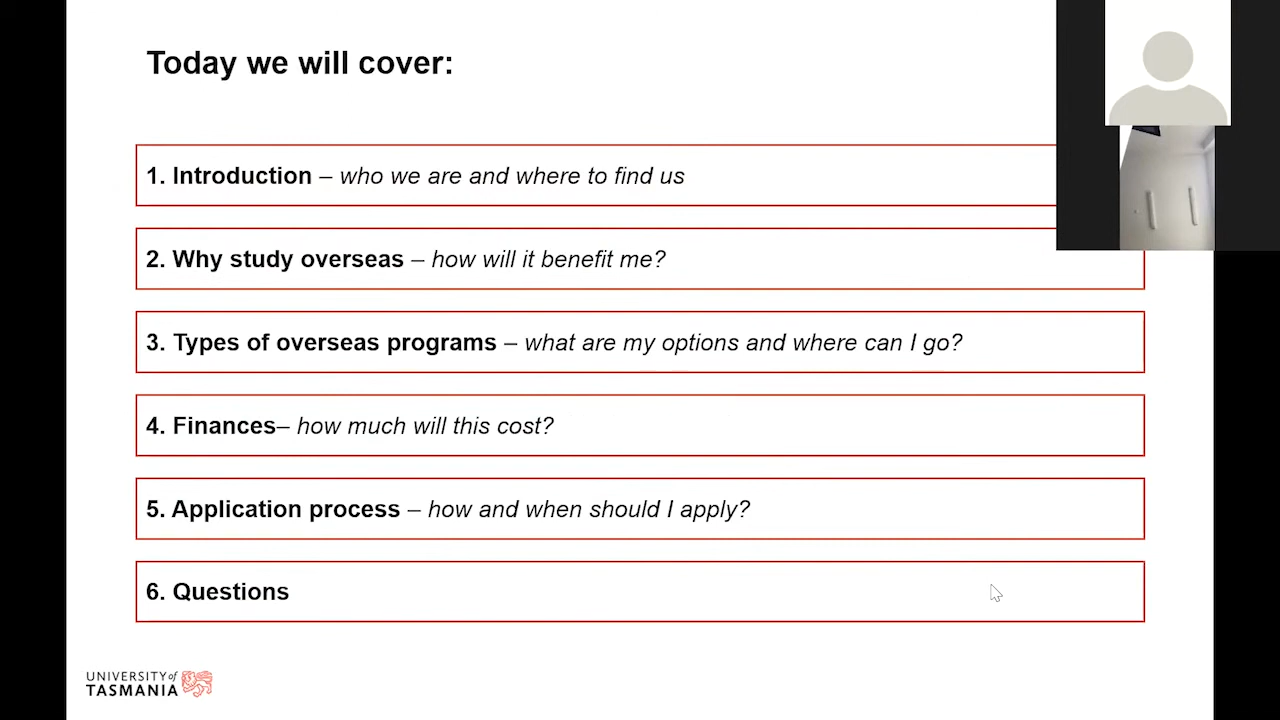 Today we will cover:
1. Introduction – who we are and where to find us
2. Why study overseas – how will it benefit me?
3. Types of overseas programs – what are my options and where can I go?
4. Finances– how much will this cost?
5. Application process – how and when should I apply?
6. Questions
UNIVERSITY of
TASMANIA